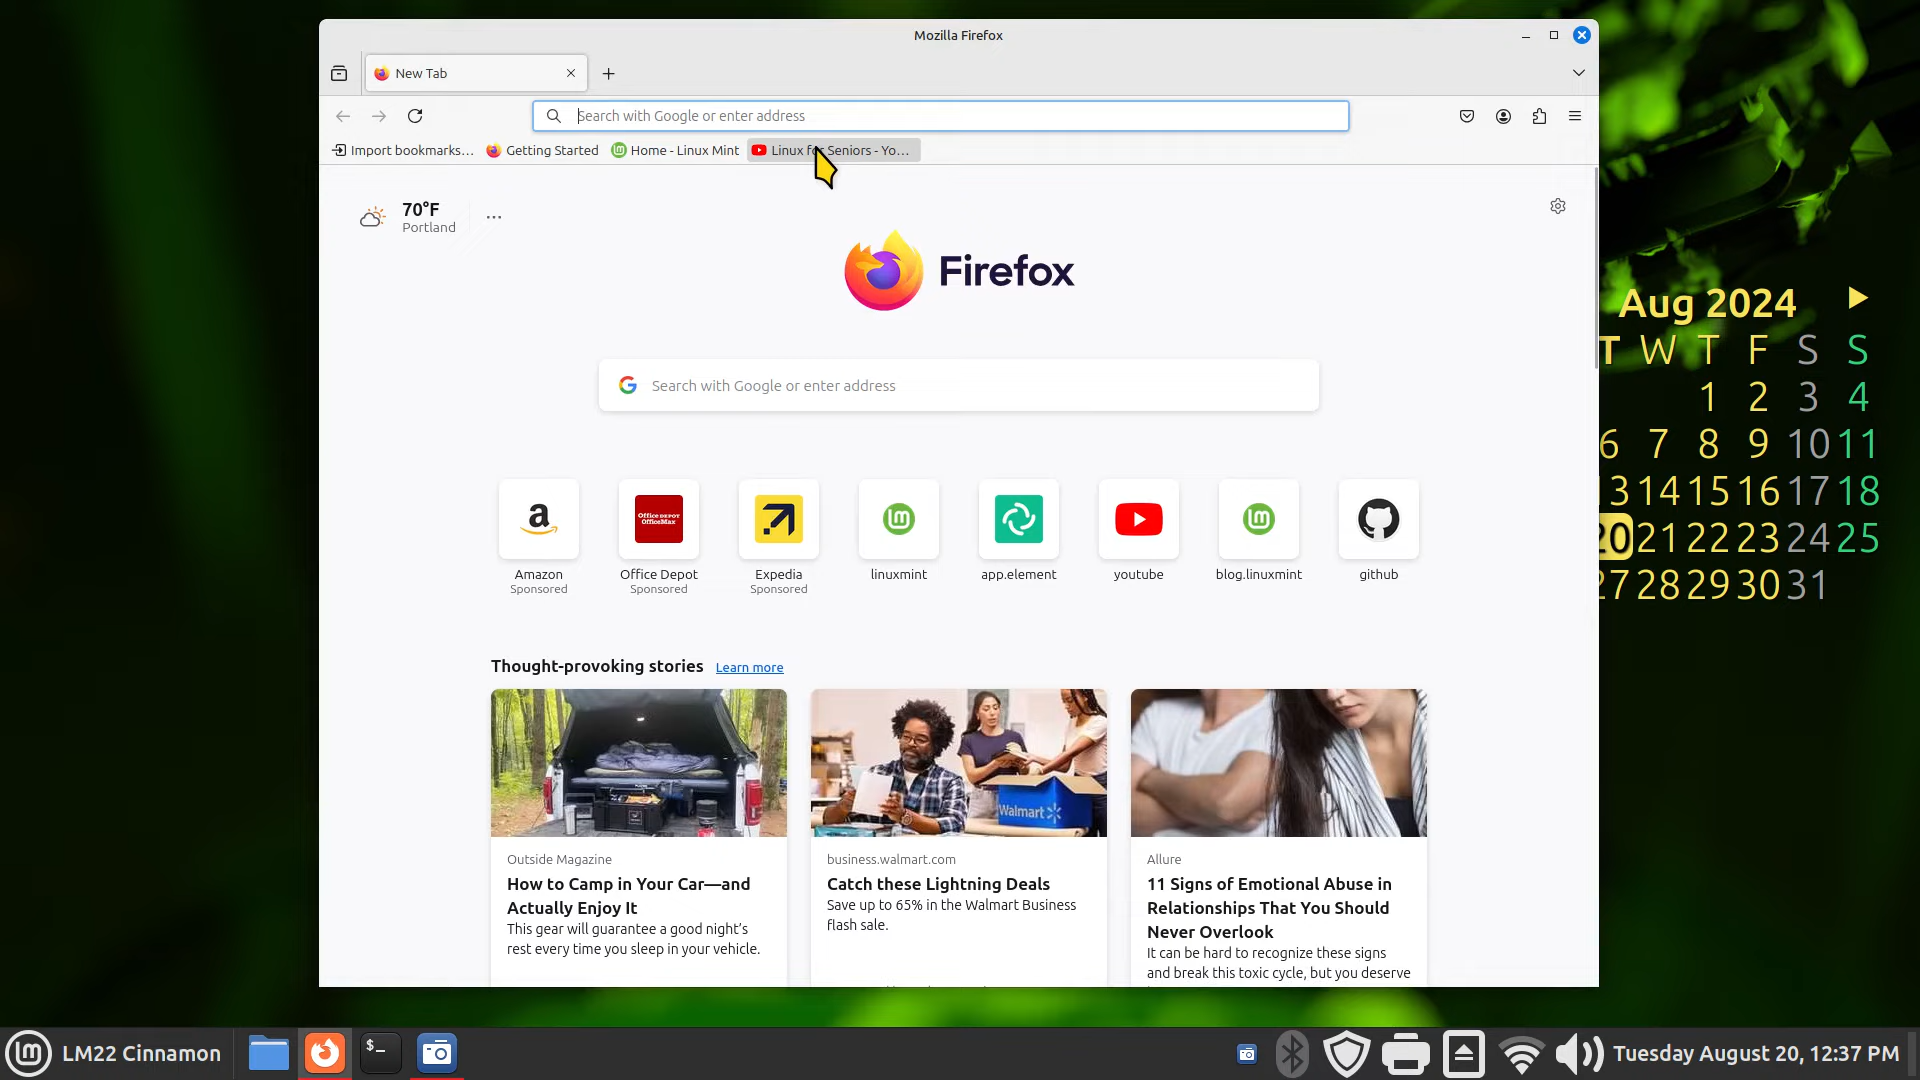 Mozilla Firefox
New Tab
Search with Google or enter address
Import bookmarks...
Getting Started
Home - Linux Mint
Linux for Seniors - Yo...
70°F
Portland
Firefox
Search with Google or enter address
Amazon
Sponsored
Office DEPOT
OfficeMax
Office Depot
Sponsored
Expedia
Sponsored
linuxmint
app.element
youtube
blog.linuxmint
github
Thought-provoking stories Learn more
Outside Magazine
How to Camp in Your Car—and
Actually Enjoy It
This gear will guarantee a good night's
rest every time you sleep in your vehicle.
Walmart
business.walmart.com
Catch these Lightning Deals
Save up to 65% in the Walmart Business
flash sale.
Allure
11 Signs of Emotional Abuse in
Relationships That You Should
Never Overlook
It can be hard to recognize these signs
and break this toxic cycle, but you deserve
Aug 2024
T W T F S S
1 2 3 4
6 7 8 9 10 11
13 14 15 16 17 18
20 21 22 23 24 25
27 28 29 30 31
LM22 Cinnamon
Tuesday August 20, 12:37 PM